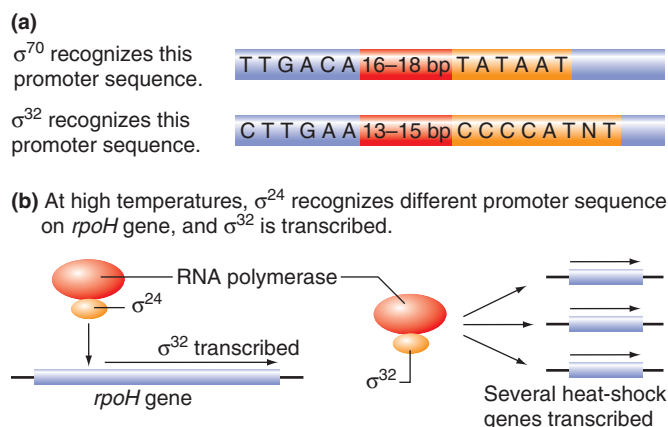 (a)
σ70 recognizes this
promoter sequence.
TTGACA 16–18 bp TATAAT
σ32 recognizes this
promoter sequence.
CTTGAA 13–15 bp CCCCATNT
(b) At high temperatures, σ24 recognizes different promoter sequence
on rpoH gene, and σ32 is transcribed.
RNA polymerase
σ24
σ32 transcribed
rpoH gene
σ32
Several heat-shock
genes transcribed